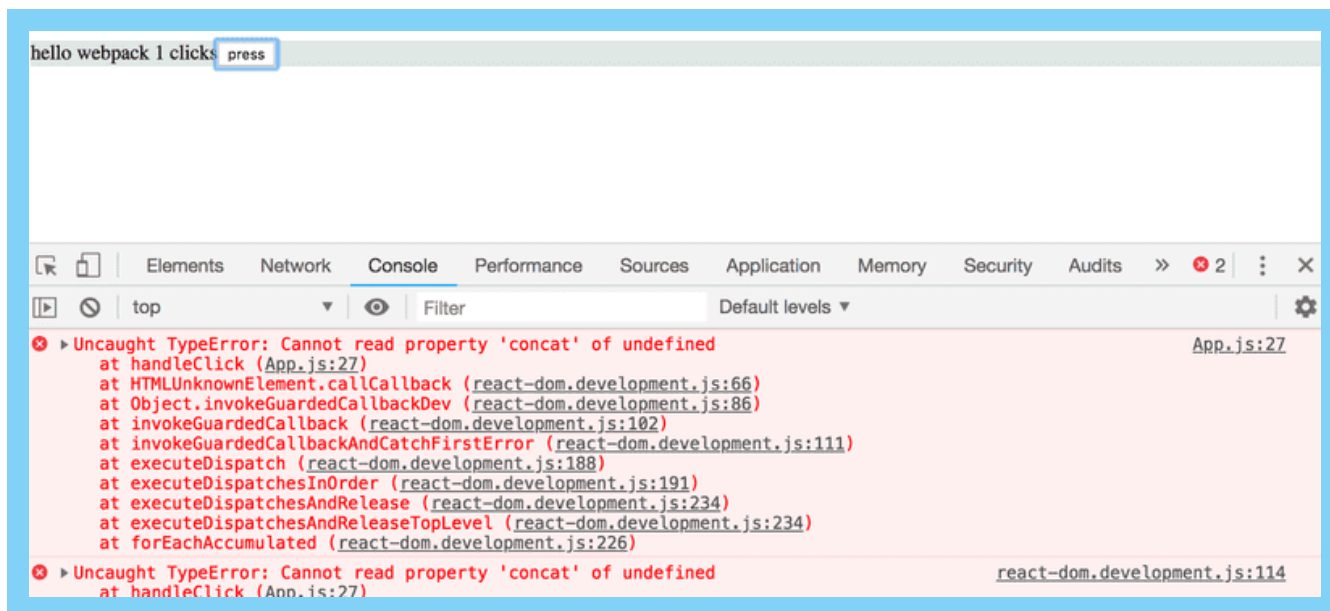 hello webpack 1 clicks press
Elements Network Console Performance Sources Application Memory Security Audits » 2
top Filter Default levels ▼
Uncaught TypeError: Cannot read property 'concat' of undefined App.js:27
at handleClick (App.js:27)
at HTMLUnknownElement.callCallback (react-dom.development.js:66)
at Object.invokeGuardedCallbackDev (react-dom.development.js:86)
at invokeGuardedCallback (react-dom.development.js:102)
at invokeGuardedCallbackAndCatchFirstError (react-dom.development.js:111)
at executeDispatch (react-dom.development.js:188)
at executeDispatchesInOrder (react-dom.development.js:191)
at executeDispatchesAndRelease (react-dom.development.js:234)
at executeDispatchesAndReleaseTopLevel (react-dom.development.js:234)
at forEachAccumulated (react-dom.development.js:226)
Uncaught TypeError: Cannot read property 'concat' of undefined react-dom.development.js:114
at handleClick (App.js:27)